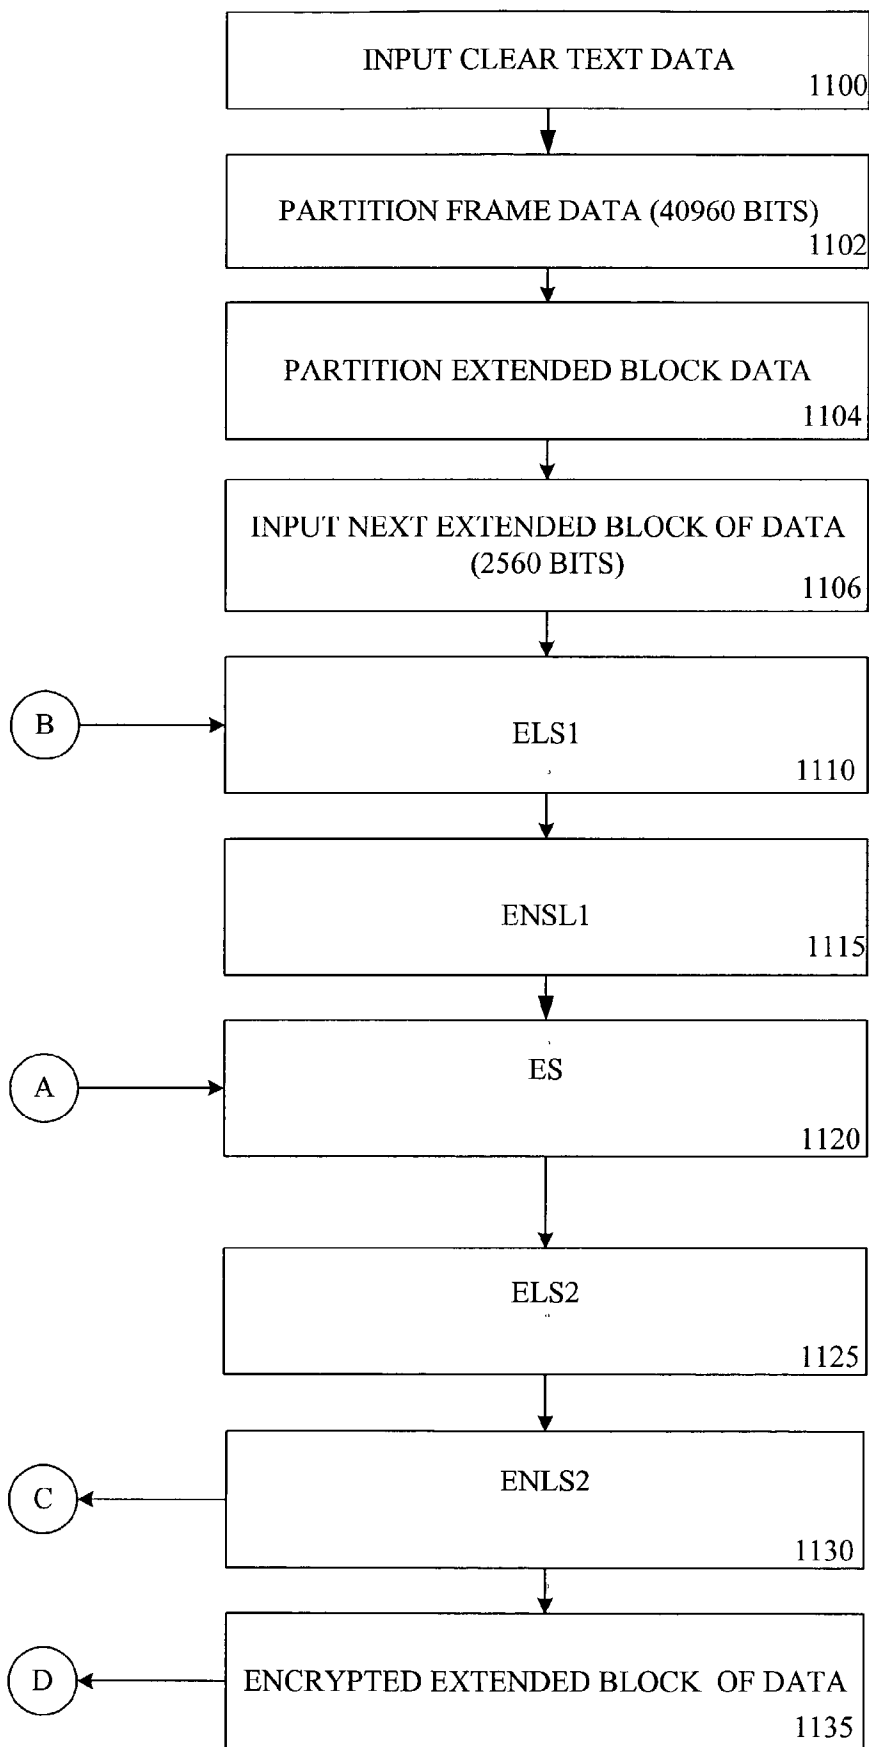 INPUT CLEAR TEXT DATA
1100
PARTITION FRAME DATA (40960 BITS)
1102
PARTITION EXTENDED BLOCK DATA
1104
INPUT NEXT EXTENDED BLOCK OF DATA
(2560 BITS)
1106
B
ELS1
1110
ENSL1
1115
A
ES
1120
ELS2
1125
C
ENLS2
1130
D
ENCRYPTED EXTENDED BLOCK OF DATA
1135